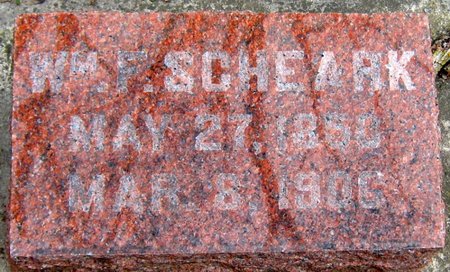 WM. F. SCHEARK
MAY 27, 1850
MAR. 8, 1906